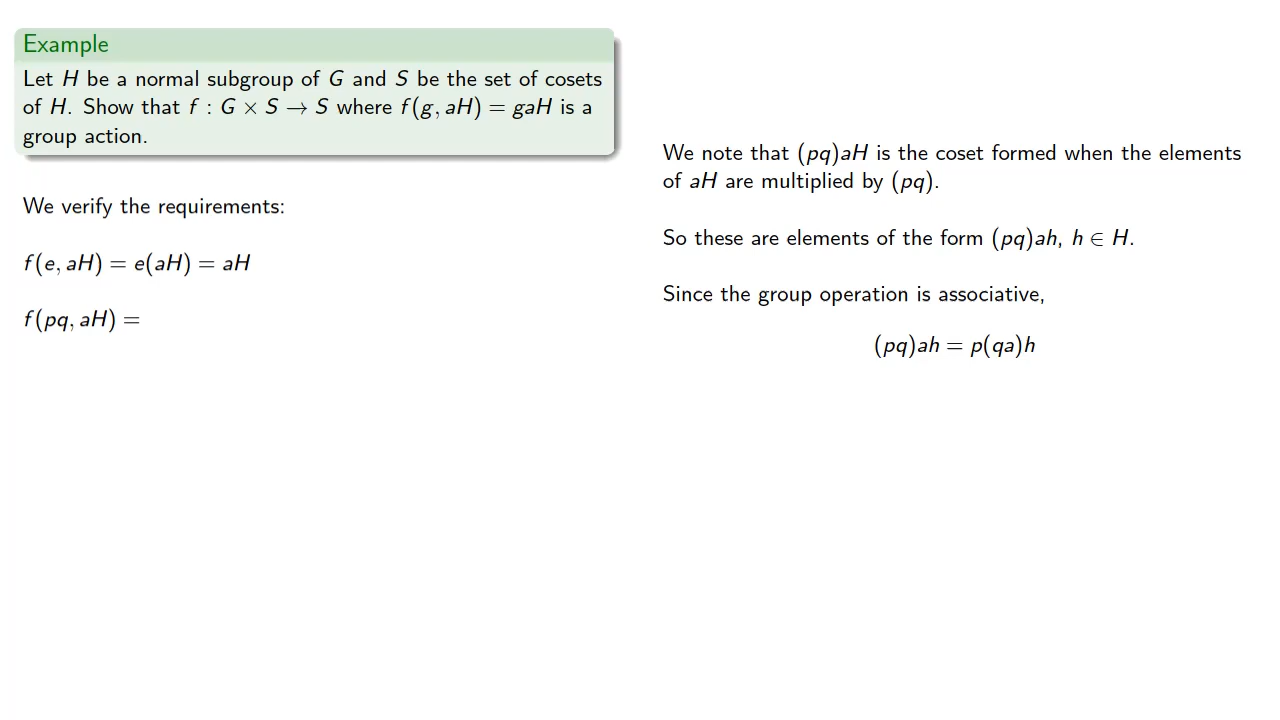 Example
Let H be a normal subgroup of G and S be the set of cosets
of H. Show that f : G × S → S where f(g, aH) = gaH is a
group action.
We verify the requirements:
f(e, aH) = e(aH) = aH
f(pq, aH) =
We note that (pq)aH is the coset formed when the elements
of aH are multiplied by (pq).
So these are elements of the form (pq)ah, h ∈ H.
Since the group operation is associative,
(pq)ah = p(qa)h